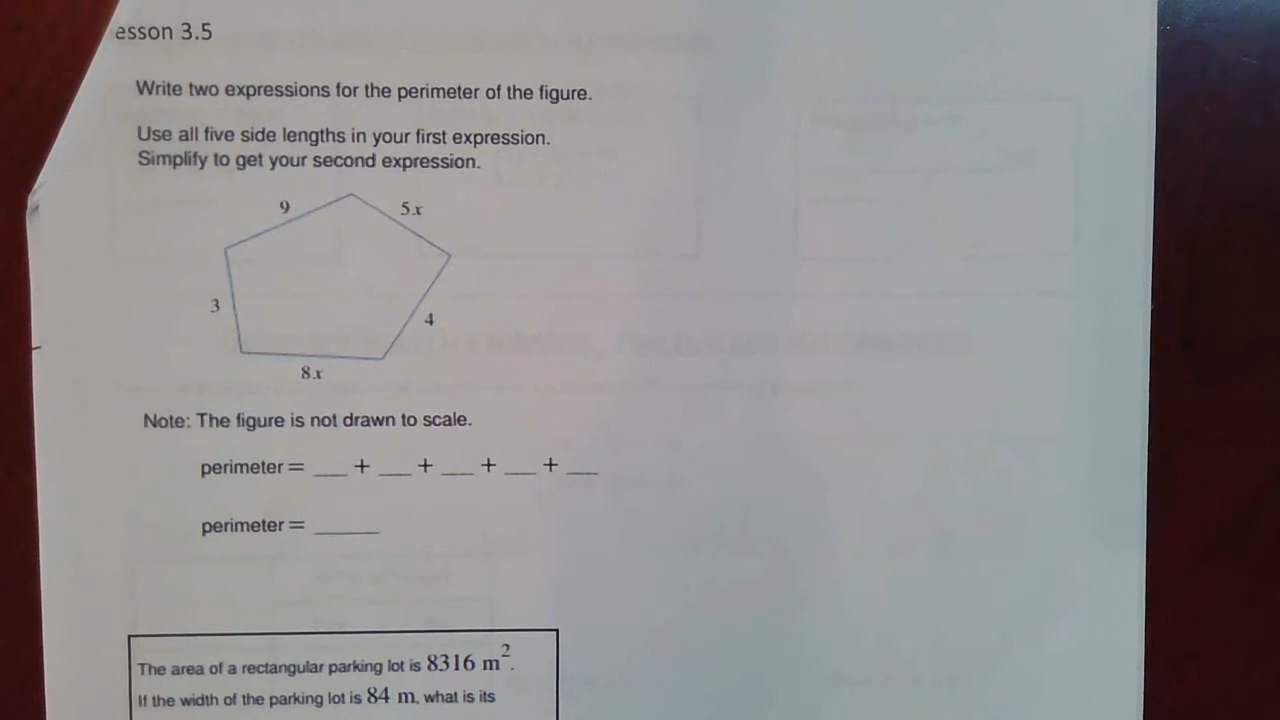 esson 3.5
Write two expressions for the perimeter of the figure.
Use all five side lengths in your first expression.
Simplify to get your second expression.
9
5x
3
4
8x
Note: The figure is not drawn to scale.
perimeter = ___ + ___ + ___ + ___ + ___
perimeter = ______
The area of a rectangular parking lot is 8316 m².
If the width of the parking lot is 84 m, what is its